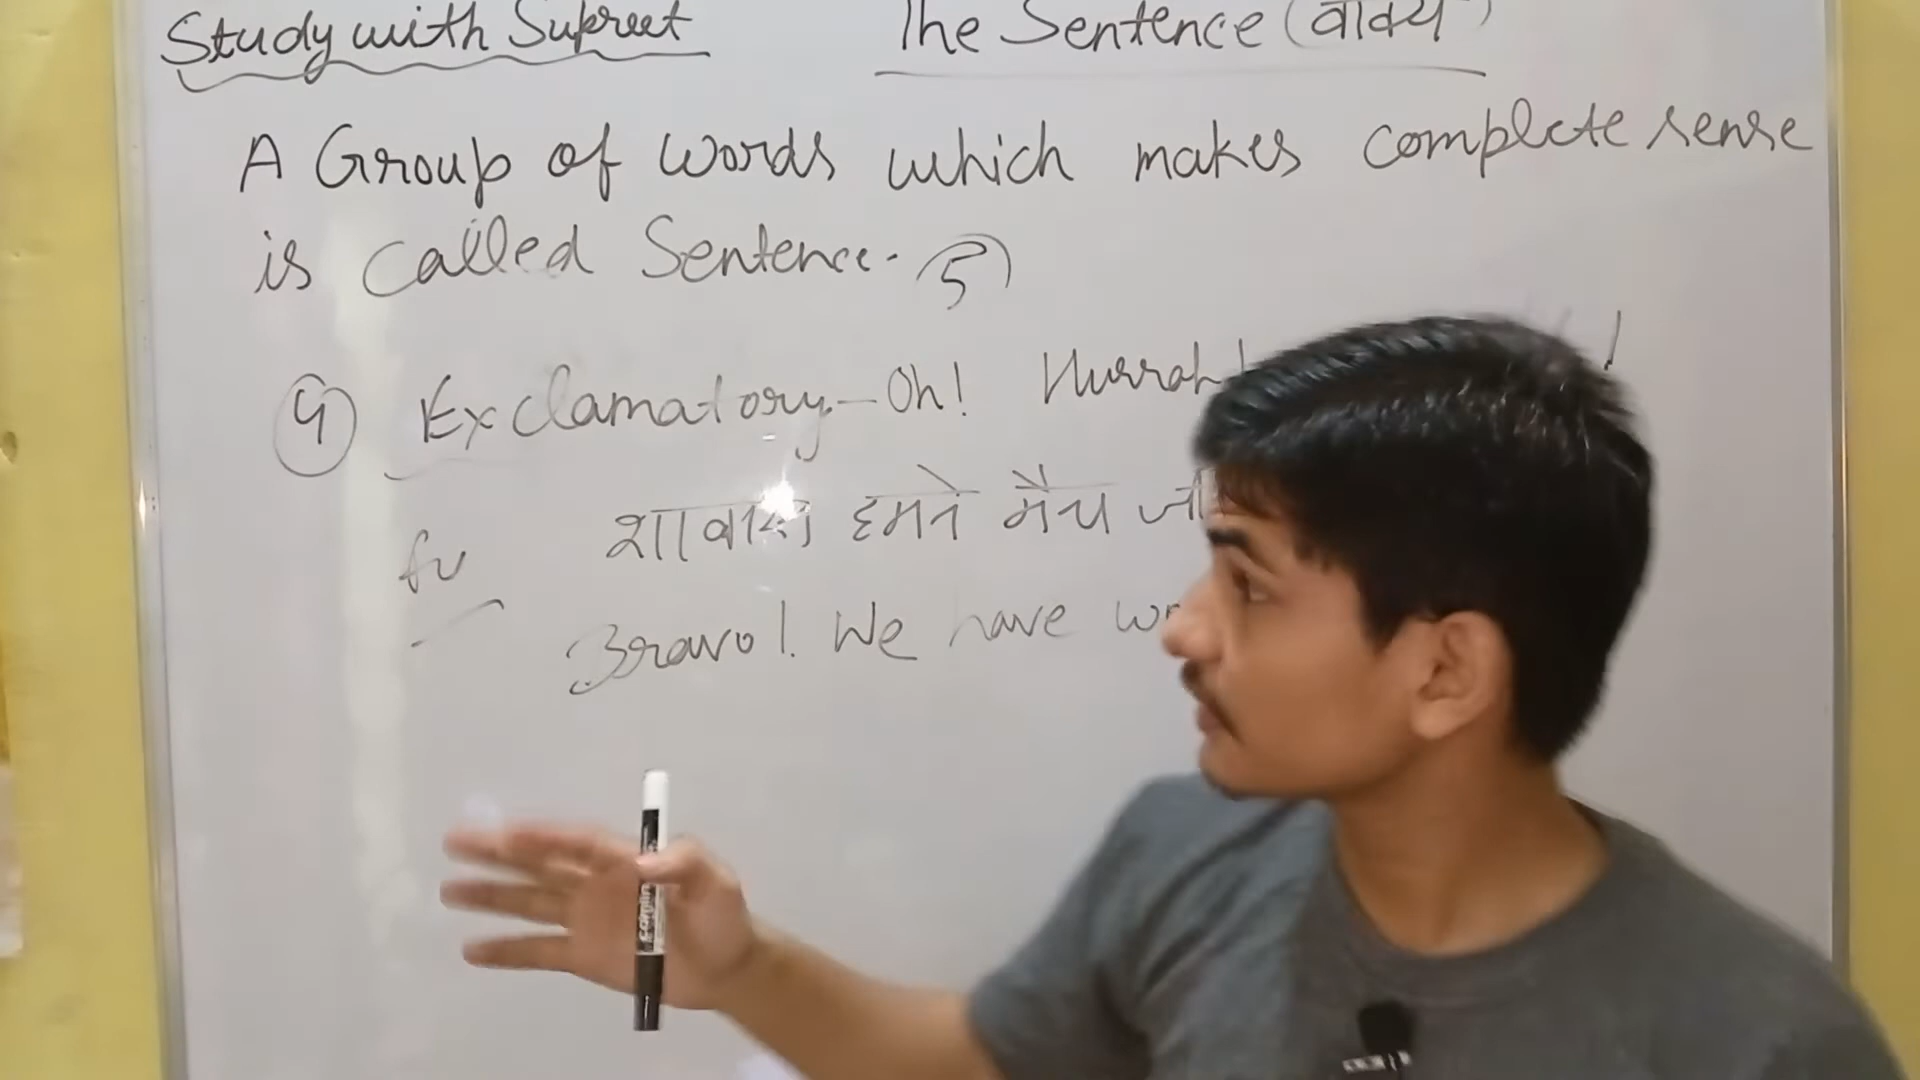 Study with Supreet
The Sentence (वाक्य)
A Group of words which makes complete sense
is called Sentence. 5
4 Exclamatory - Oh! Hurrah!
शाबाश हमने मैच
Bravo! We have